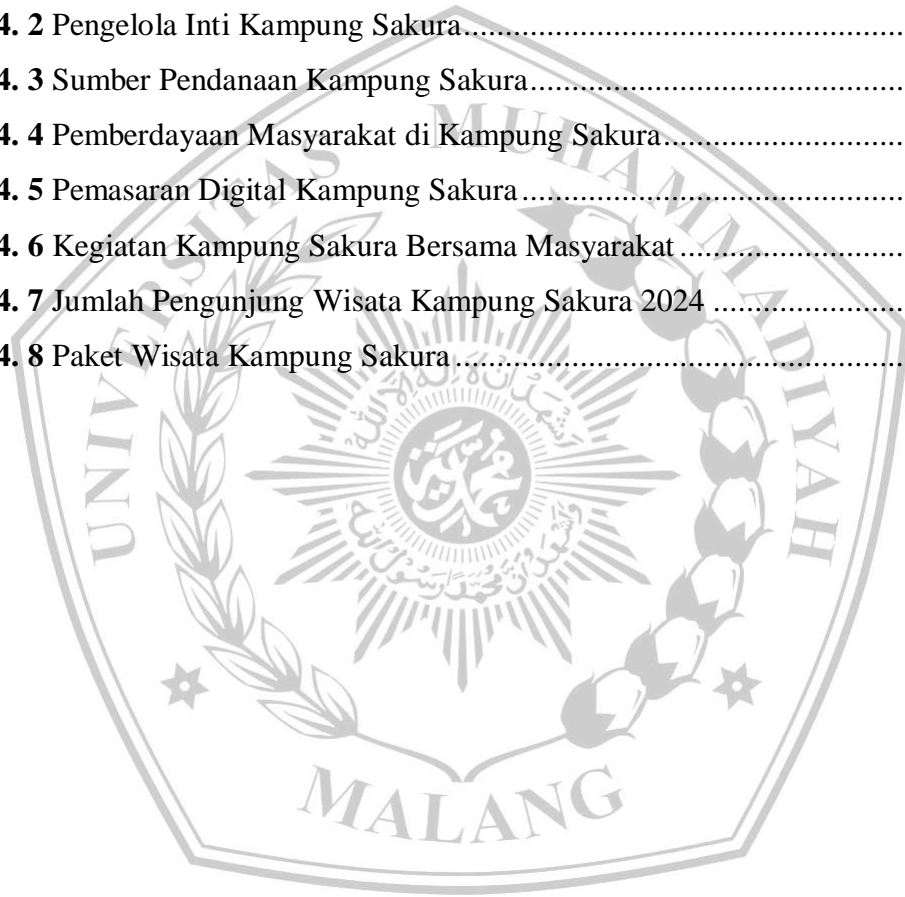 4. 2 Pengelola Inti Kampung Sakura
4. 3 Sumber Pendanaan Kampung Sakura
4. 4 Pemberdayaan Masyarakat di Kampung Sakura
4. 5 Pemasaran Digital Kampung Sakura
4. 6 Kegiatan Kampung Sakura Bersama Masyarakat
4. 7 Jumlah Pengunjung Wisata Kampung Sakura 2024
4. 8 Paket Wisata Kampung Sakura
UNIVERSITAS MUHAMMADIYAH
MALANG